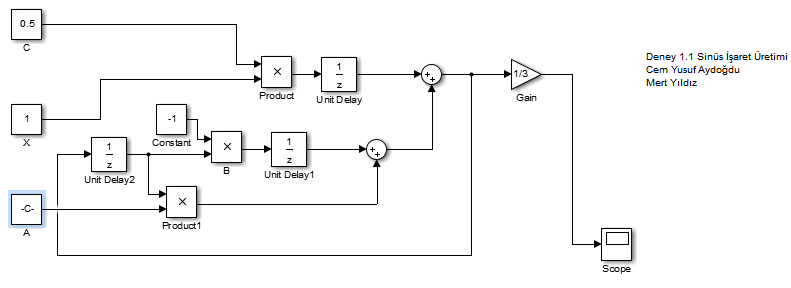 0.5
C
×
Product
1
z
Unit Delay
+
+
1/3
Gain
Deney 1.1 Sinüs İşaret Üretimi
Cem Yusuf Aydoğdu
Mert Yıldız
1
X
-1
Constant
×
B
1
z
Unit Delay1
+
+
1
z
Unit Delay2
-C-
A
×
Product1
Scope